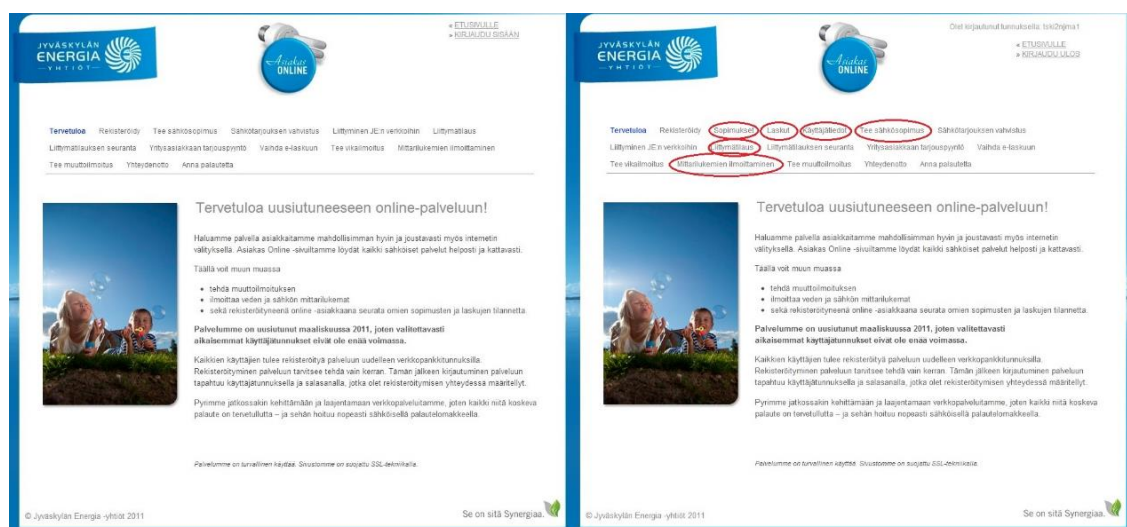 JYVÄSKYLÄN
ENERGIA
YHTIÖT
Asiakas
ONLINE
» ETUSIVULLE
» KIRJAUDU SISÄÄN
Tervetuloa Rekisteröidy Tee sähkösopimus Sähkötarjouksen vahvistus Liittyminen JE:n verkkoihin Liittymätilaus
Liittymätilauksen seuranta Yritysasiakkaan tarjouspyyntö Vaihda e-laskuun Tee vikailmoitus Mittarilukemien ilmoittaminen
Tee muuttoilmoitus Yhteydenotto Anna palautetta
Tervetuloa uusiutuneeseen online-palveluun!
Haluamme palvella asiakkaitamme mahdollisimman hyvin ja joustavasti myös internetin
välityksellä. Asiakas Online -sivuiltamme löydät kaikki sähköiset palvelut helposti ja kattavasti.
Täällä voit muun muassa
• tehdä muuttoilmoituksen
• ilmoittaa veden ja sähkön mittarilukemat
• sekä rekisteröityneenä online -asiakkaana seurata omien sopimusten ja laskujen tilannetta.
Palvelumme on uusiutunut maaliskuussa 2011, joten valitettavasti
aikaisemmat käyttäjätunnukset eivät ole enää voimassa.
Kaikkien käyttäjien tulee rekisteröityä palveluun uudelleen verkkopankkitunnuksilla.
Rekisteröityminen palveluun tarvitsee tehdä vain kerran. Tämän jälkeen kirjautuminen palveluun
tapahtuu käyttäjätunnuksella ja salasanalla, jotka olet rekisteröitymisen yhteydessä määritellyt.
Pyrimme jatkossakin kehittämään ja laajentamaan verkkopalveluitamme, joten kaikki niitä koskeva
palaute on tervetullutta – ja sehän hoituu nopeasti sähköisellä palautelomakkeella.
Palvelumme on turvallinen käyttää. Sivustomme on suojattu SSL-tekniikalla.
© Jyväskylän Energia -yhtiöt 2011
Se on sitä Synergiaa.
JYVÄSKYLÄN
ENERGIA
YHTIÖT
Asiakas
ONLINE
Olet kirjautunut tunnuksella:
» ETUSIVULLE
» KIRJAUDU ULOS
Tervetuloa Rekisteröidy Sopimukset Laskut Käyttäjätiedot Tee sähkösopimus Sähkötarjouksen vahvistus
Liittyminen JE:n verkkoihin Liittymätilaus Liittymätilauksen seuranta Yritysasiakkaan tarjouspyyntö Vaihda e-laskuun
Tee vikailmoitus Mittarilukemien ilmoittaminen Tee muuttoilmoitus Yhteydenotto Anna palautetta
Tervetuloa uusiutuneeseen online-palveluun!
Haluamme palvella asiakkaitamme mahdollisimman hyvin ja joustavasti myös internetin
välityksellä. Asiakas Online -sivuiltamme löydät kaikki sähköiset palvelut helposti ja kattavasti.
Täällä voit muun muassa
• tehdä muuttoilmoituksen
• ilmoittaa veden ja sähkön mittarilukemat
• sekä rekisteröityneenä online -asiakkaana seurata omien sopimusten ja laskujen tilannetta.
Palvelumme on uusiutunut maaliskuussa 2011, joten valitettavasti
aikaisemmat käyttäjätunnukset eivät ole enää voimassa.
Kaikkien käyttäjien tulee rekisteröityä palveluun uudelleen verkkopankkitunnuksilla.
Rekisteröityminen palveluun tarvitsee tehdä vain kerran. Tämän jälkeen kirjautuminen palveluun
tapahtuu käyttäjätunnuksella ja salasanalla, jotka olet rekisteröitymisen yhteydessä määritellyt.
Pyrimme jatkossakin kehittämään ja laajentamaan verkkopalveluitamme, joten kaikki niitä koskeva
palaute on tervetullutta – ja sehän hoituu nopeasti sähköisellä palautelomakkeella.
Palvelumme on turvallinen käyttää. Sivustomme on suojattu SSL-tekniikalla.
© Jyväskylän Energia -yhtiöt 2011
Se on sitä Synergiaa.